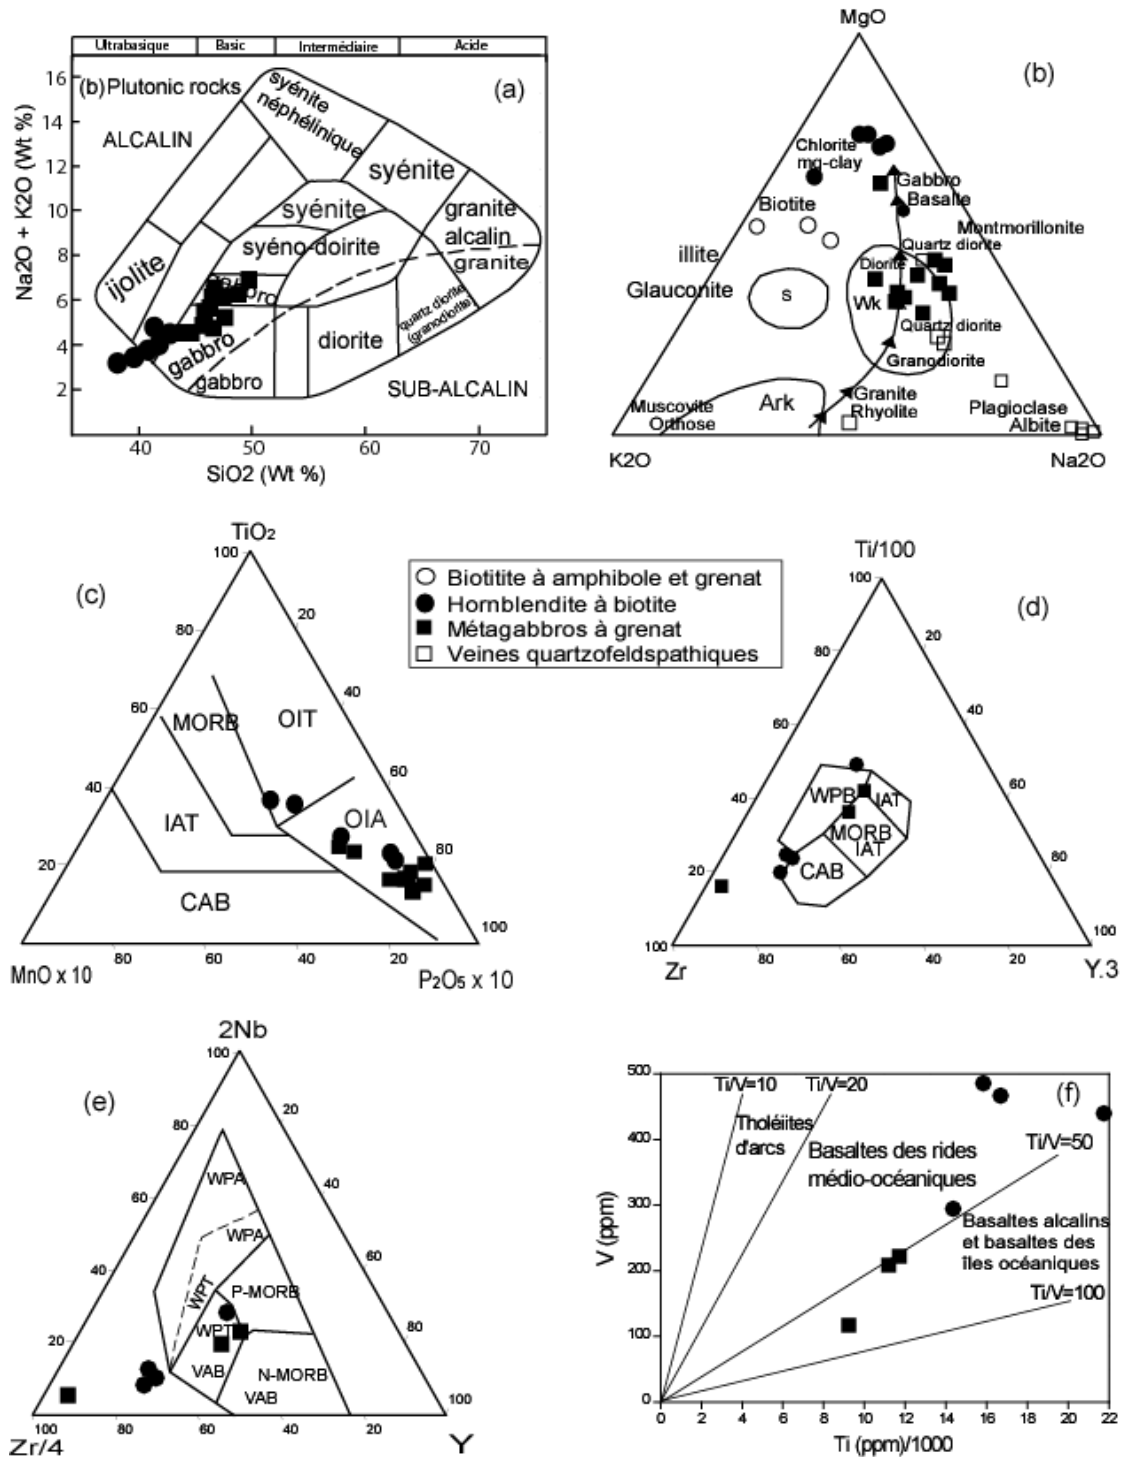 Ultrabasique Basic Intermédiaire Acide
(b) Plutonic rocks
(a)
ALCALIN
syénite
néphélinique
syénite
syénite
granite
alcalin
syéno-doirite
granite
ijolite
Gabbro
gabbro
gabbro
diorite
quartz diorite
(granodiorite)
SUB-ALCALIN
Na2O + K2O (Wt %)
16
14
12
10
8
6
4
2
40 50 60 70
SiO2 (Wt %)
MgO
(b)
Chlorite
mg-clay
Gabbro
Basalte
Biotite
Montmorillonite
illite
Quartz diorite
Glauconite
Diorite
S
Wk
Quartz diorite
Granodiorite
Ark
Granite
Rhyolite
Muscovite
Orthose
Plagioclase
Albite
K2O
Na2O
Biotitite à amphibole et grenat
Hornblendite à biotite
Métagabbros à grenat
Veines quartzofeldspathiques
TiO2
(c)
100
80
60
40
20
20
40
60
80
100
MORB
OIT
IAT
OIA
CAB
80 60 40 20
MnO x 10
P2O5 x 10
Ti/100
(d)
100
80
60
40
20
20
40
60
80
100
WPB
IAT
MORB
IAT
CAB
100 80 60 40 20
Zr
Y.3
2Nb
(e)
100
80
60
40
20
20
40
60
80
100
WPA
WPA
WPT
P-MORB
WPT
VAB
N-MORB
VAB
100 80 60 40 20
Zr/4
Y
(f)
V (ppm)
500
400
300
200
100
0
Ti/V=10
Ti/V=20
Tholéiites
d'arcs
Basaltes des rides
médio-océaniques
Ti/V=50
Basaltes alcalins
et basaltes des
îles océaniques
Ti/V=100
0 2 4 6 8 10 12 14 16 18 20 22
Ti (ppm)/1000